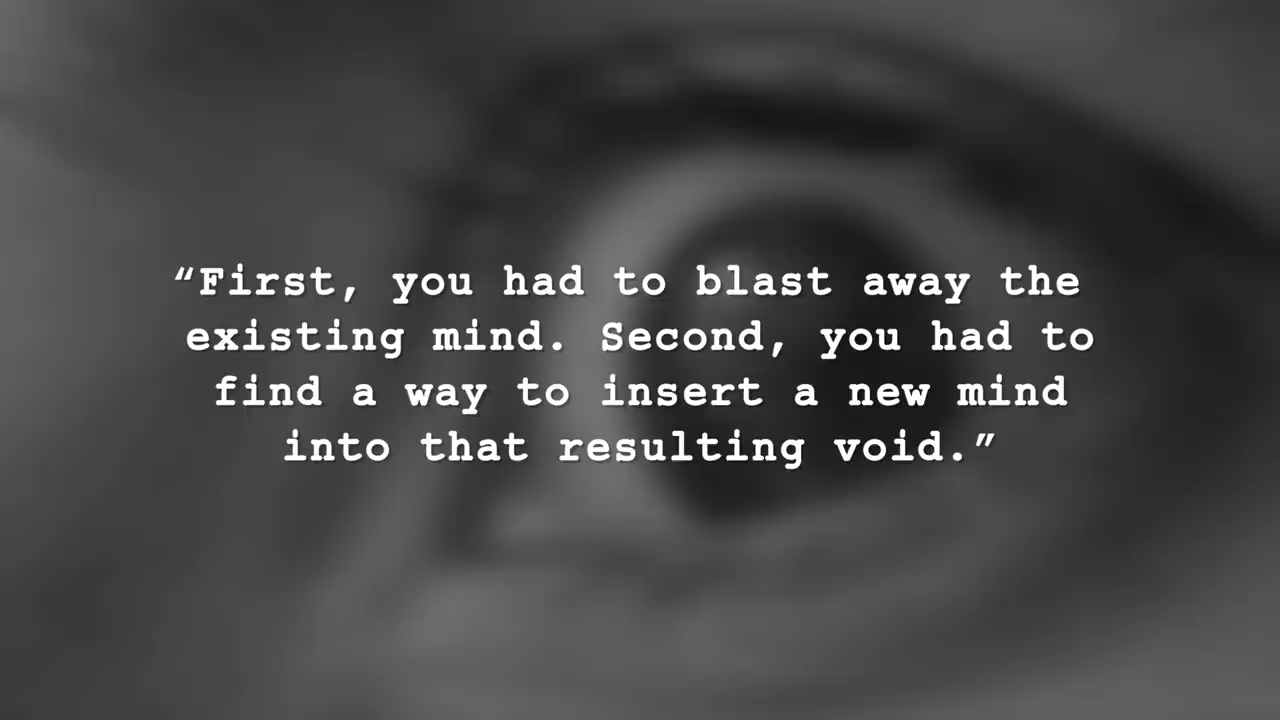 “First, you had to blast away the
existing mind. Second, you had to
find a way to insert a new mind
into that resulting void.”